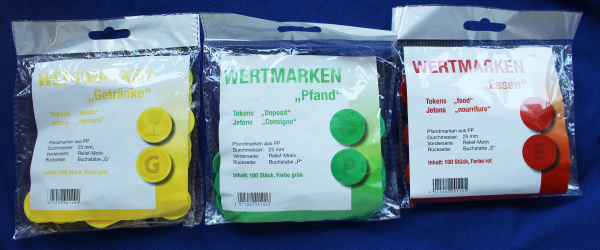 WERTMARKEN
„Getränke“
Tokens „drinks“
Jetons „boissons“
Pfandmarken aus PP
Durchmesser: 25 mm
Vorderseite: Relief-Motiv
Rückseite: Buchstabe „G“
Inhalt: 100 Stück, Farbe
G
WERTMARKEN
„Pfand“
Tokens „Deposit“
Jetons „Consigne“
Pfandmarken aus PP
Durchmesser: 25 mm
Vorderseite: Relief-Motiv
Rückseite: Buchstabe „P“
Inhalt: 100 Stück, Farbe grün
P
WERTMARKEN
„Essen“
Tokens „food“
Jetons „nourriture“
Pfandmarken aus PP
Durchmesser: 25 mm,
Vorderseite: Relief-Motiv
Rückseite: Buchstabe „E“
Inhalt: 100 Stück, Farbe rot
E